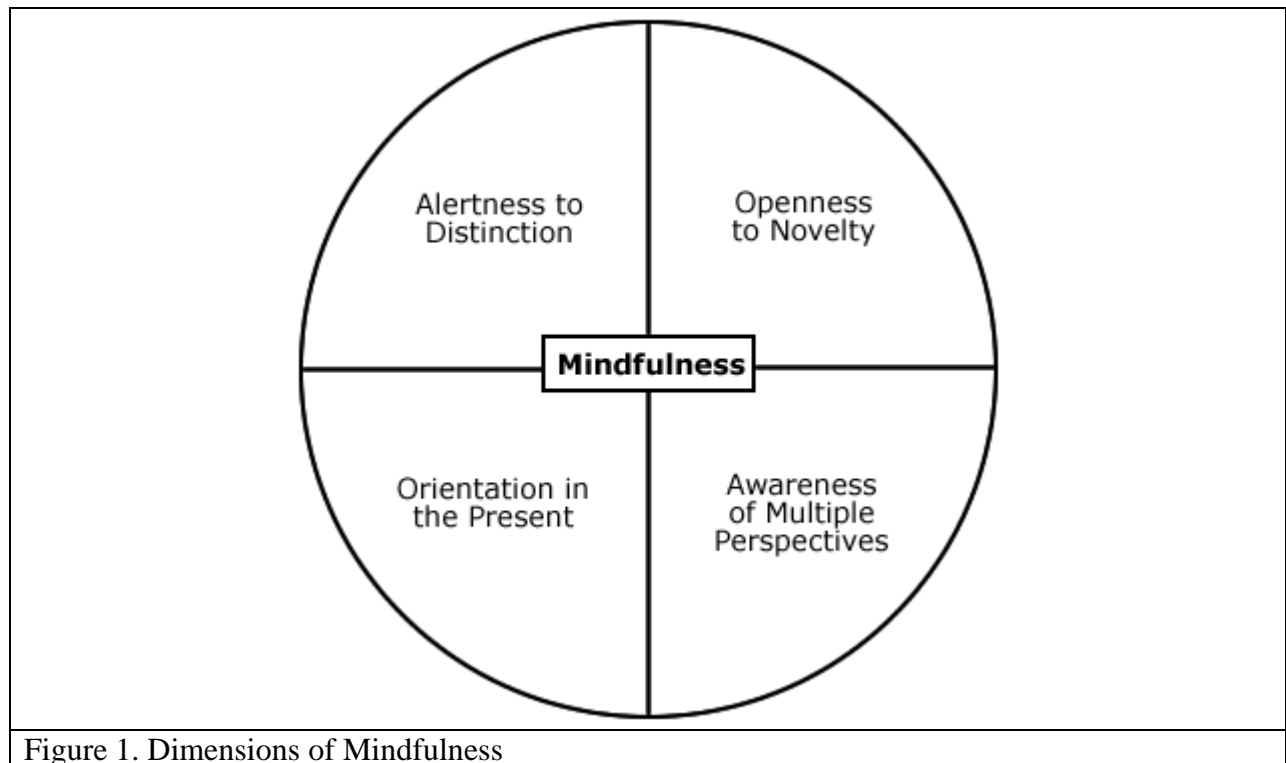 Alertness to
Distinction
Openness
to Novelty
Mindfulness
Orientation in
the Present
Awareness
of Multiple
Perspectives
Figure 1. Dimensions of Mindfulness